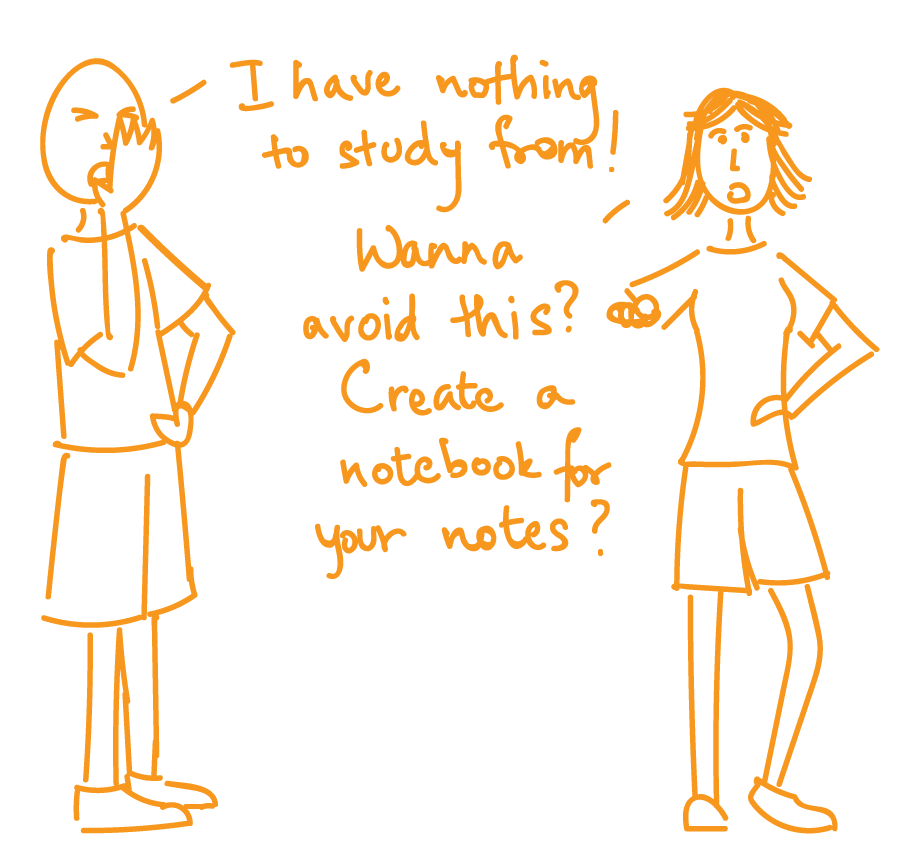 I have nothing
to study from!
Wanna
avoid this?
Create a
notebook for
your notes?